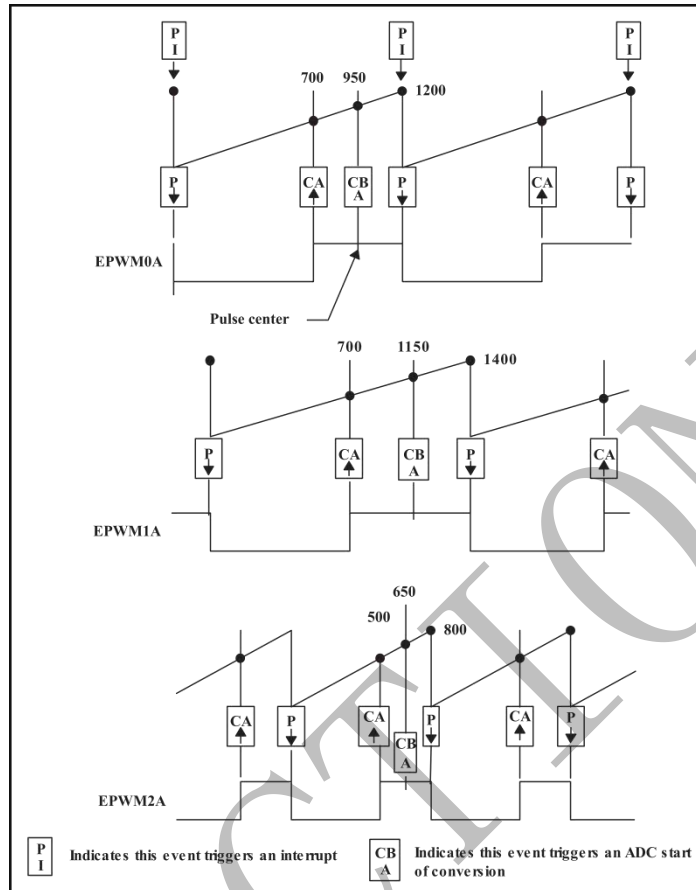 P P P
I I I
700 950
1200
P CA CB P CA P
A
EPWM0A
Pulse center
700 1150
1400
P CA CB P CA
A
EPWM1A
650
500
800
CA P CA P CA P
CB
A
EPWM2A
P
I
Indicates this event triggers an interrupt
CB
A
Indicates this event triggers an ADC start
of conversion
CTION